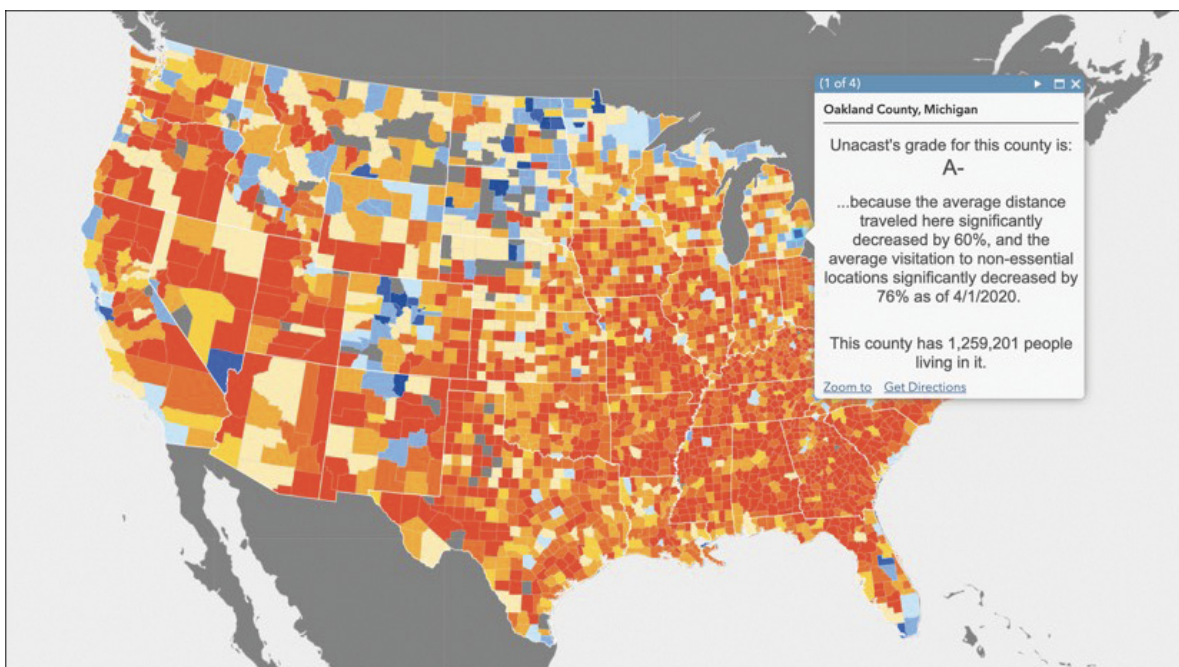 (1 of 4)
Oakland County, Michigan
Unacast's grade for this county is:
A-
...because the average distance
traveled here significantly
decreased by 60%, and the
average visitation to non-essential
locations significantly decreased by
76% as of 4/1/2020.
This county has 1,259,201 people
living in it.
Zoom to Get Directions